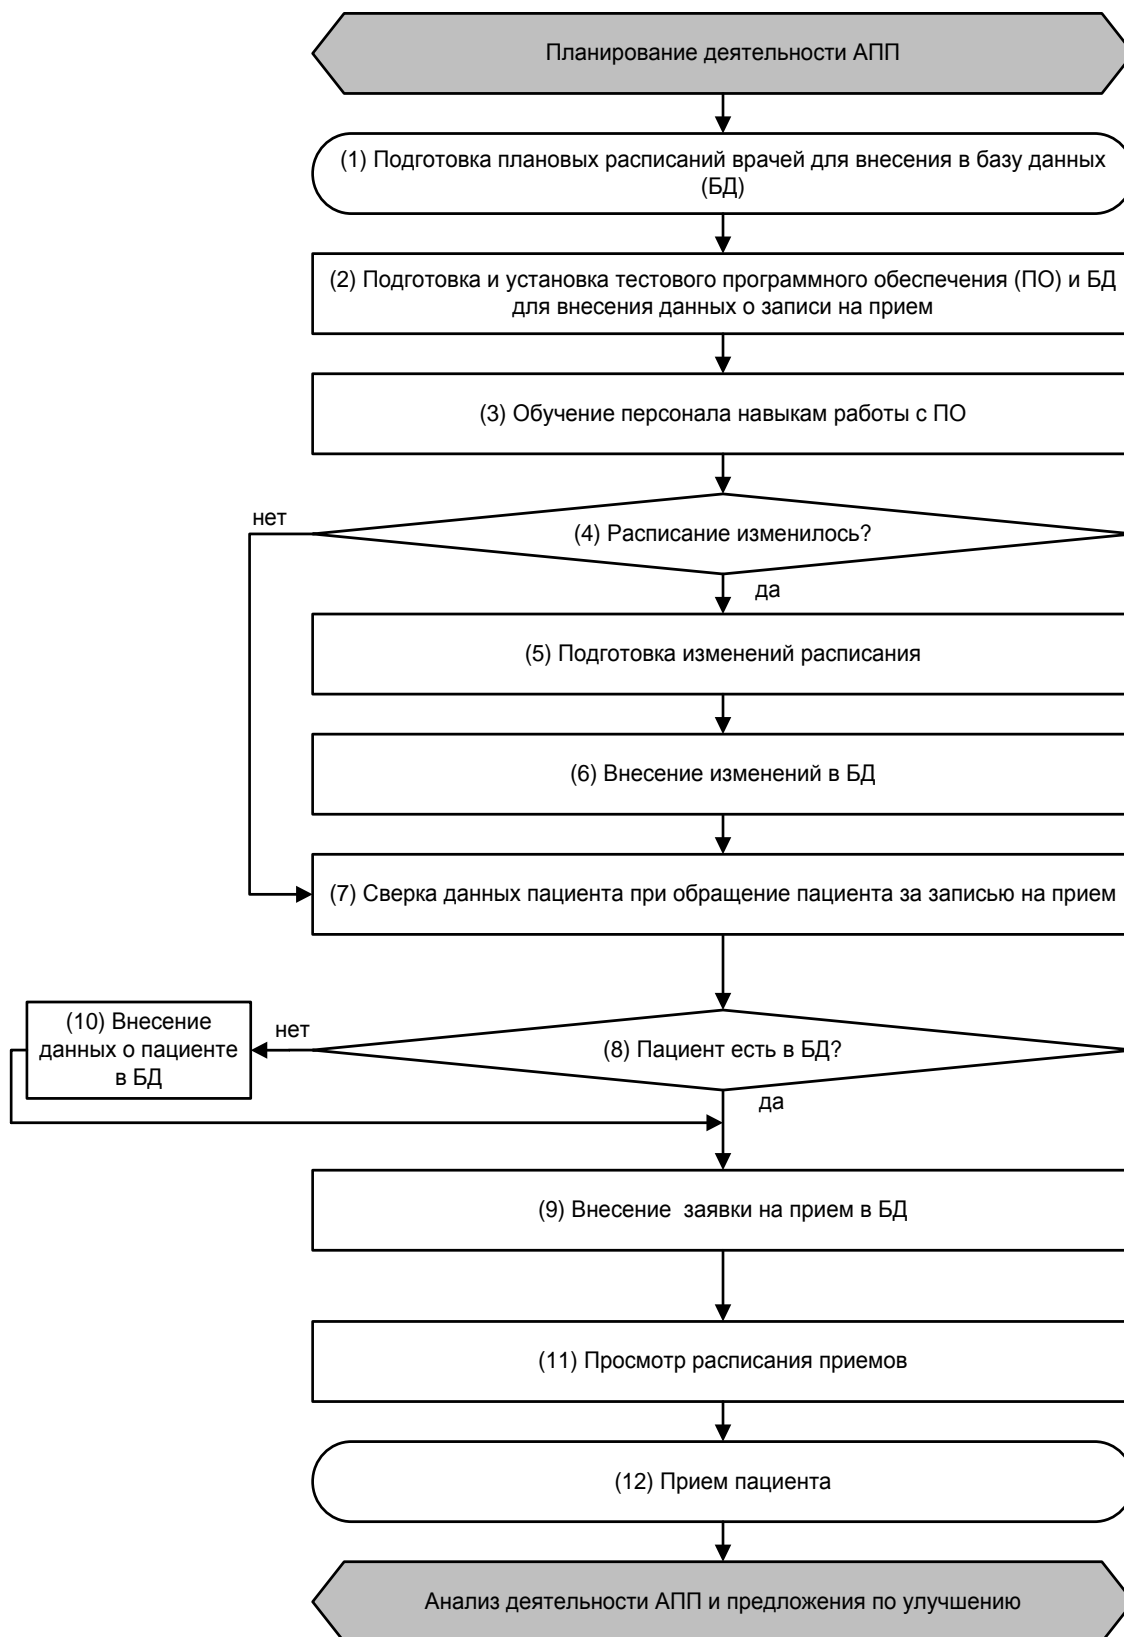 Планирование деятельности АПП
(1) Подготовка плановых расписаний врачей для внесения в базу данных
(БД)
(2) Подготовка и установка тестового программного обеспечения (ПО) и БД
для внесения данных о записи на прием
(3) Обучение персонала навыкам работы с ПО
нет
(4) Расписание изменилось?
да
(5) Подготовка изменений расписания
(6) Внесение изменений в БД
(7) Сверка данных пациента при обращение пациента за записью на прием
(10) Внесение
данных о пациенте
в БД
нет
(8) Пациент есть в БД?
да
(9) Внесение  заявки на прием в БД
(11) Просмотр расписания приемов
(12) Прием пациента
Анализ деятельности АПП и предложения по улучшению